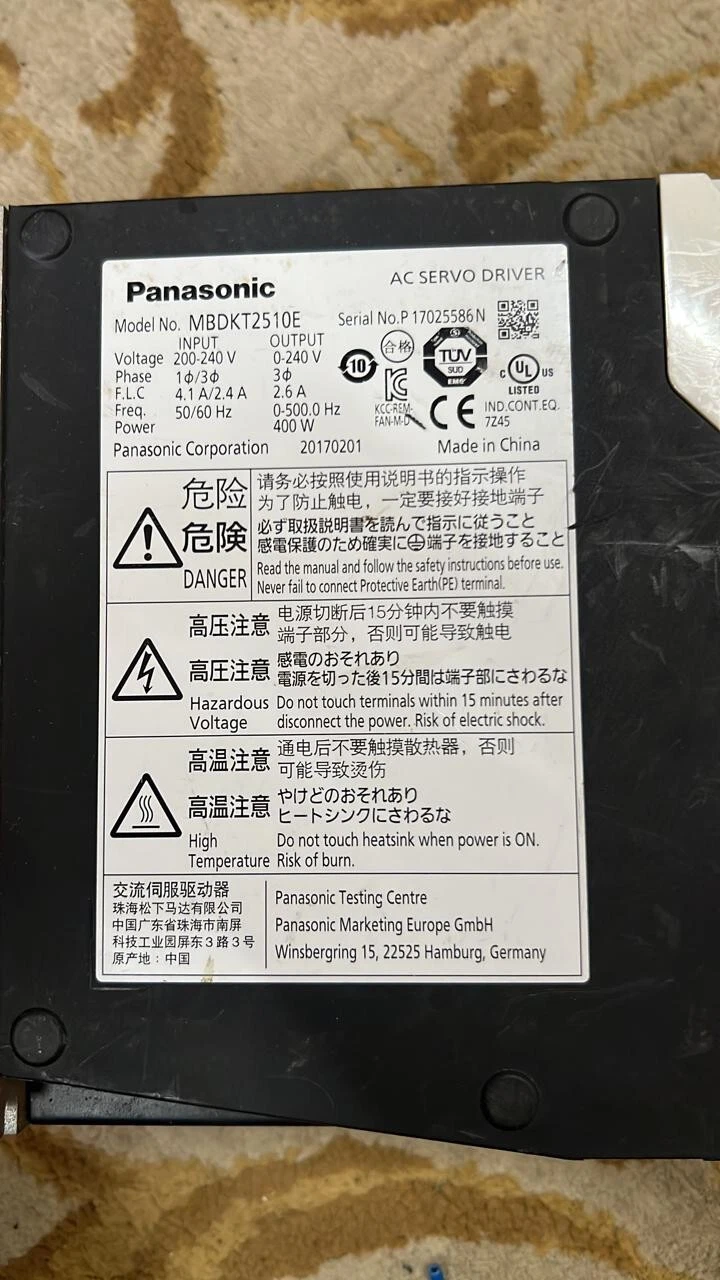 Panasonic
AC SERVO DRIVER
Model No. MBDKT2510E
Serial No.P 17025586N
INPUT OUTPUT
Voltage 200-240 V 0-240 V
Phase 1ϕ/3ϕ 3ϕ
F.L.C 4.1 A/2.4 A 2.6 A
Freq. 50/60 Hz 0-500.0 Hz
Power 400 W
10
合格
KCC-REM-
FAN-M-D
TÜV
SÜD
EMC
CE
C UL US
LISTED
IND.CONT.EQ.
7Z45
Panasonic Corporation 20170201 Made in China
危险
请务必按照使用说明书的指示操作
为了防止触电，一定要接好接地端子
危険
必ず取扱説明書を読んで指示に従うこと
感電保護のため確実に⏚端子を接地すること
DANGER
Read the manual and follow the safety instructions before use.
Never fail to connect Protective Earth(PE) terminal.
高压注意
电源切断后15分钟内不要触摸
端子部分，否则可能导致触电
高圧注意
感電のおそれあり
電源を切った後15分間は端子部にさわるな
Hazardous
Voltage
Do not touch terminals within 15 minutes after
disconnect the power. Risk of electric shock.
高温注意
通电后不要触摸散热器，否则
可能导致烫伤
高温注意
やけどのおそれあり
ヒートシンクにさわるな
High
Temperature
Do not touch heatsink when power is ON.
Risk of burn.
交流伺服驱动器
珠海松下马达有限公司
中国广东省珠海市南屏
科技工业园屏东3路3号
原产地：中国
Panasonic Testing Centre
Panasonic Marketing Europe GmbH
Winsbergring 15, 22525 Hamburg, Germany